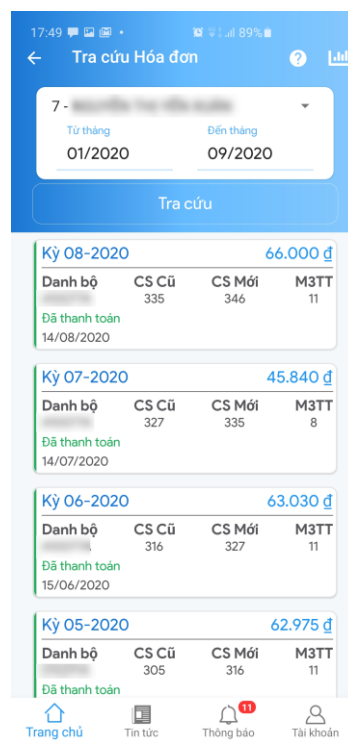 17:49 89%
Tra cứu Hóa đơn ?
7 -
Từ tháng Đến tháng
01/2020 09/2020
Tra cứu
Kỳ 08-2020 66.000 đ
Danh bộ CS Cũ CS Mới M3TT
335 346 11
Đã thanh toán
14/08/2020
Kỳ 07-2020 45.840 đ
Danh bộ CS Cũ CS Mới M3TT
327 335 8
Đã thanh toán
14/07/2020
Kỳ 06-2020 63.030 đ
Danh bộ CS Cũ CS Mới M3TT
316 327 11
Đã thanh toán
15/06/2020
Kỳ 05-2020 62.975 đ
Danh bộ CS Cũ CS Mới M3TT
305 316 11
Đã thanh toán
11
Trang chủ Tin tức Thông báo Tài khoản